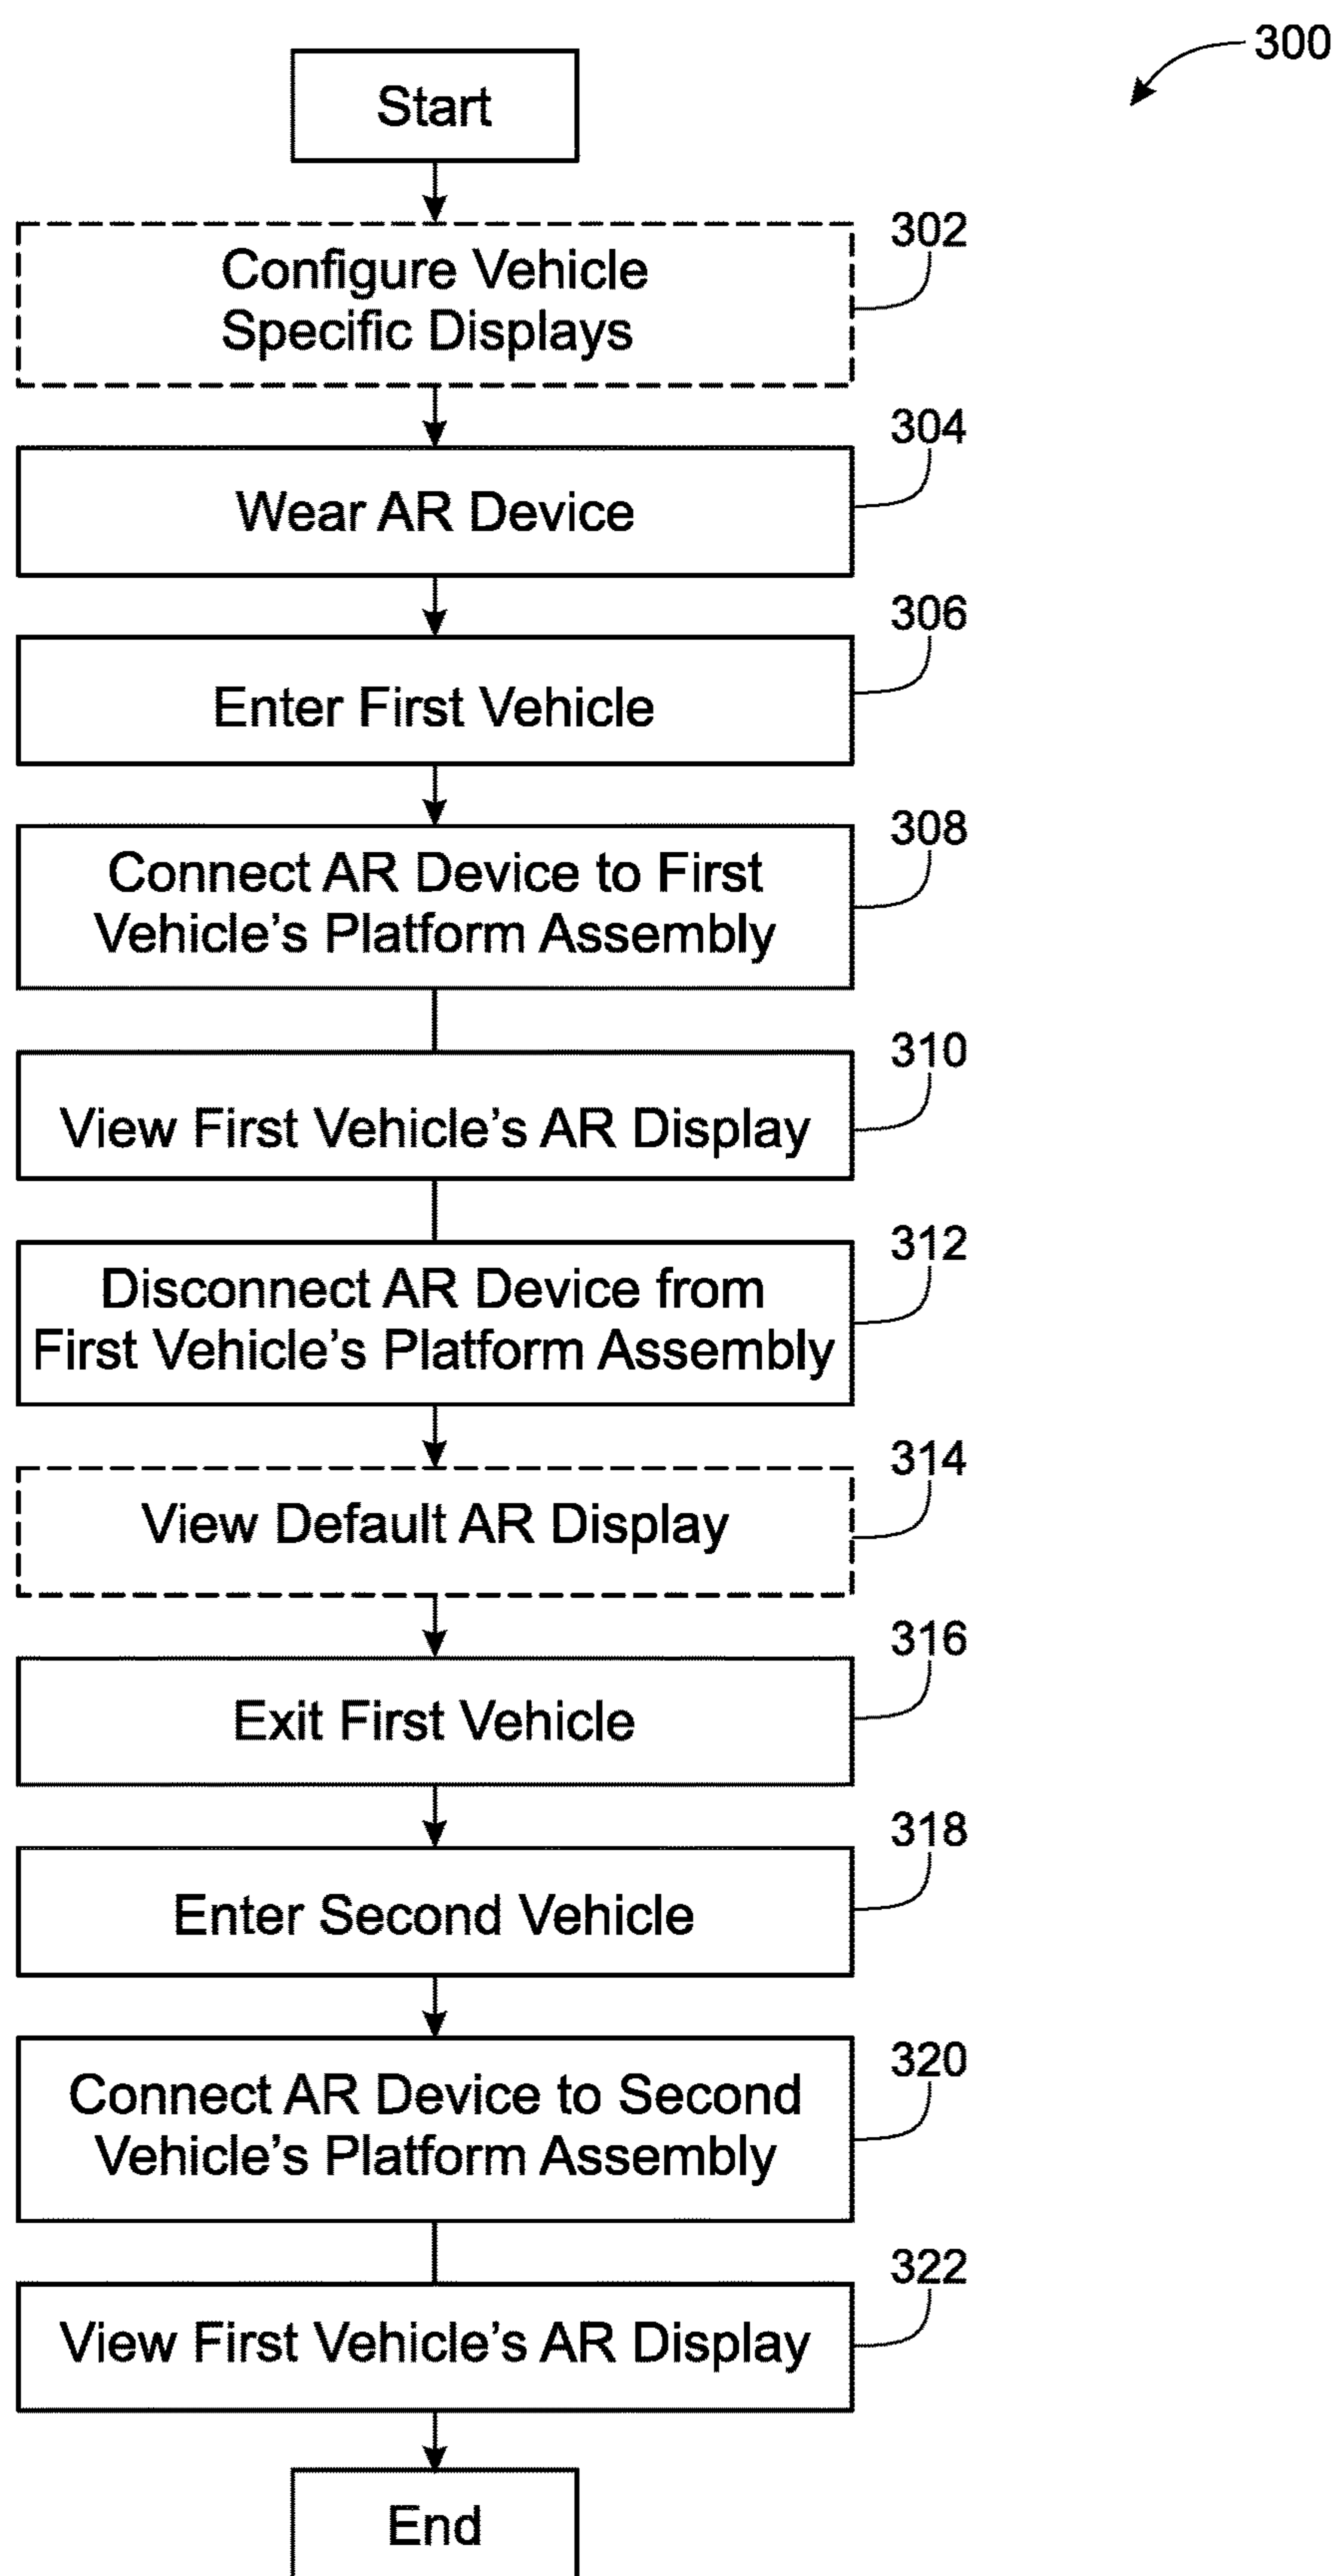 300
Start
302
Configure Vehicle
Specific Displays
304
Wear AR Device
306
Enter First Vehicle
308
Connect AR Device to First
Vehicle’s Platform Assembly
310
View First Vehicle’s AR Display
312
Disconnect AR Device from
First Vehicle’s Platform Assembly
314
View Default AR Display
316
Exit First Vehicle
318
Enter Second Vehicle
320
Connect AR Device to Second
Vehicle’s Platform Assembly
322
View First Vehicle’s AR Display
End